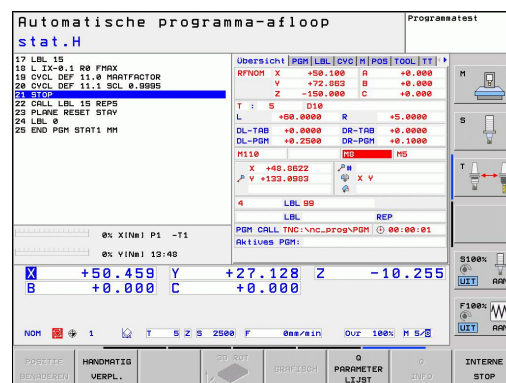 Automatische programma-afloop
Programmatest
stat.H
17 LBL 15
18 L IX-0.1 R0 FMAX
19 CYCL DEF 11.0 MAATFACTOR
20 CYCL DEF 11.1 SCL 0.9995
21 STOP
22 CALL LBL 15 REP5
23 PLANE RESET STAY
24 LBL 0
25 END PGM STAT1 MM
Übersicht PGM LBL CYC M POS TOOL TT
RFNOM X +50.100 A +0.000
Y +72.863 B +0.000
Z -150.000 C +0.000
T : 5 D10
L +60.0000 R +5.0000
DL-TAB +0.0000 DR-TAB +0.0000
DL-PGM +0.2500 DR-PGM +0.1000
M110 M8 M5
X +48.8622
Y +133.0983 X Y
4 LBL 99
LBL REP
PGM CALL TNC:\nc_prog\PGM 00:00:01
Aktives PGM:
0% X[Nm] P1 -T1
0% Y[Nm] 13:48
X +50.459 Y +27.128 Z -10.255
B +0.000 C +0.000
NOM 1 T 5 Z S 2500 F 0mm/min Ovr 100% M 5/8
M
S
T
S100%
UIT AAN
F100%
UIT AAN
POSITIE BENADEREN
HANDMATIG VERPL.
3D ROT
GRAFISCH
Q PARAMETER LIJST
Q INFO
INTERNE STOP